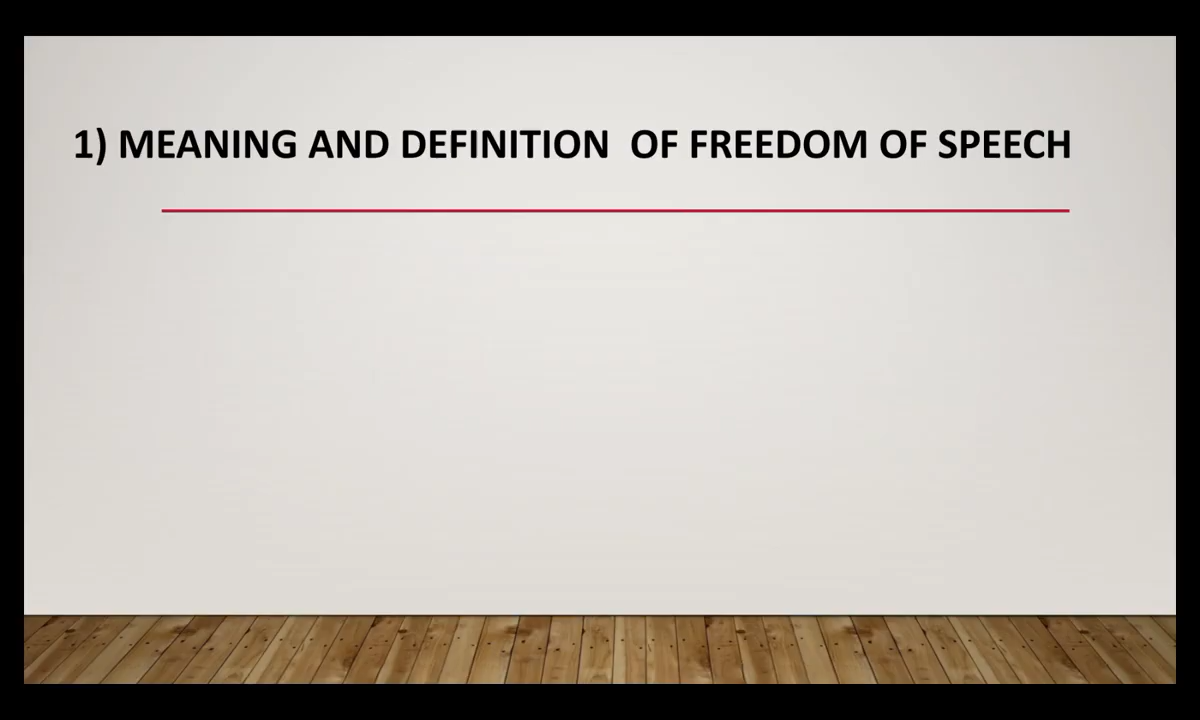 1) MEANING AND DEFINITION  OF FREEDOM OF SPEECH